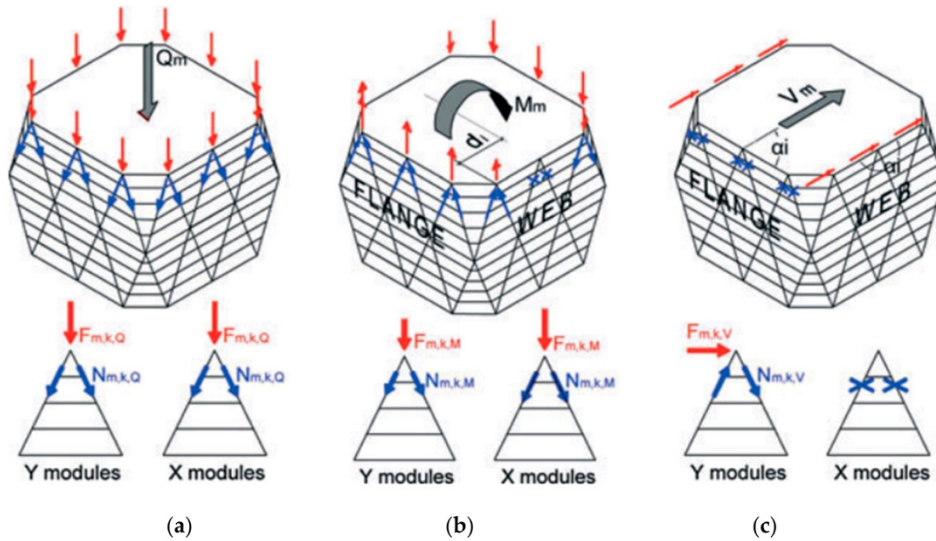 Qm
Fm,k,Q
Fm,k,Q
Nm,k,Q
Nm,k,Q
Y modules
X modules
(a)
Mm
di
FLANGE
WEB
Fm,k,M
Fm,k,M
Nm,k,M
Nm,k,M
Y modules
X modules
(b)
Vm
αi
αi
FLANGE
WEB
Fm,k,V
Nm,k,V
Y modules
X modules
(c)